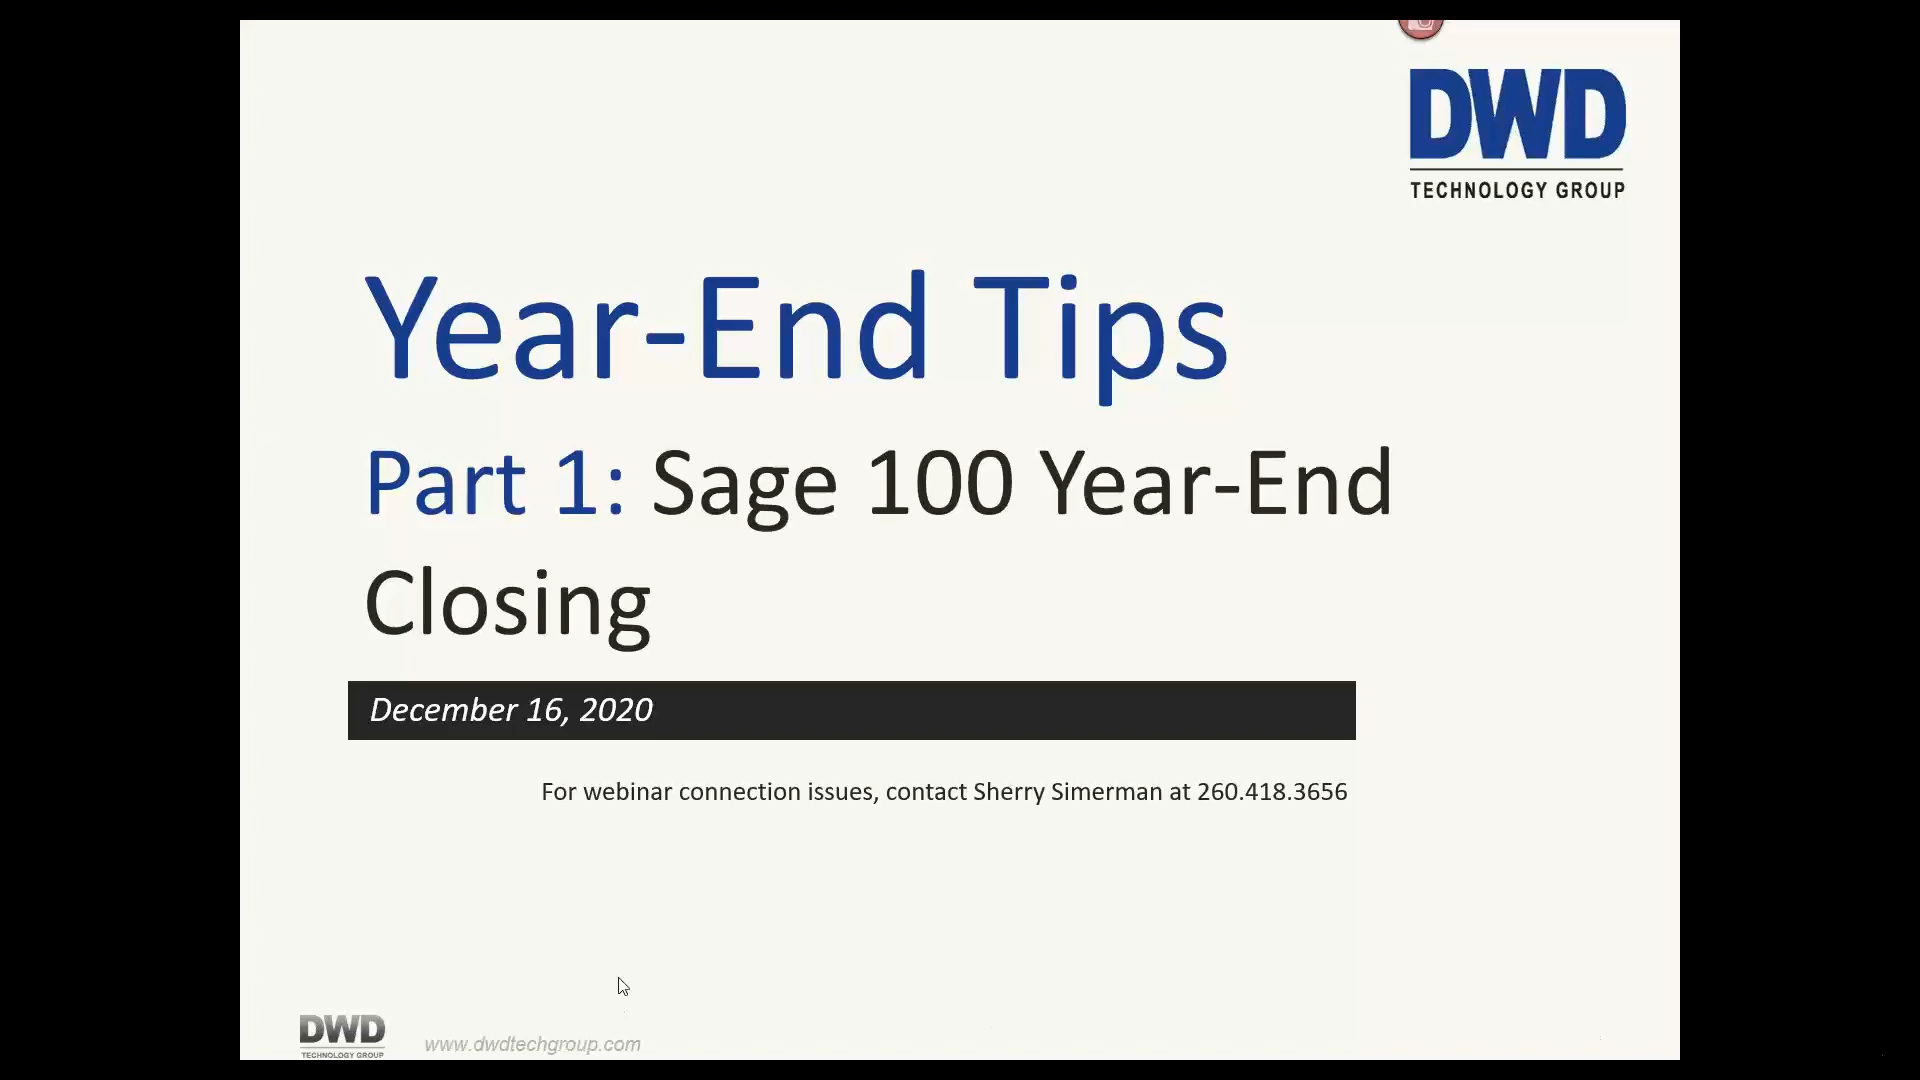 DWD
TECHNOLOGY GROUP
Year-End Tips
Part 1: Sage 100 Year-End
Closing
December 16, 2020
For webinar connection issues, contact Sherry Simerman at 260.418.3656
DWD
TECHNOLOGY GROUP
www.dwdtechgroup.com